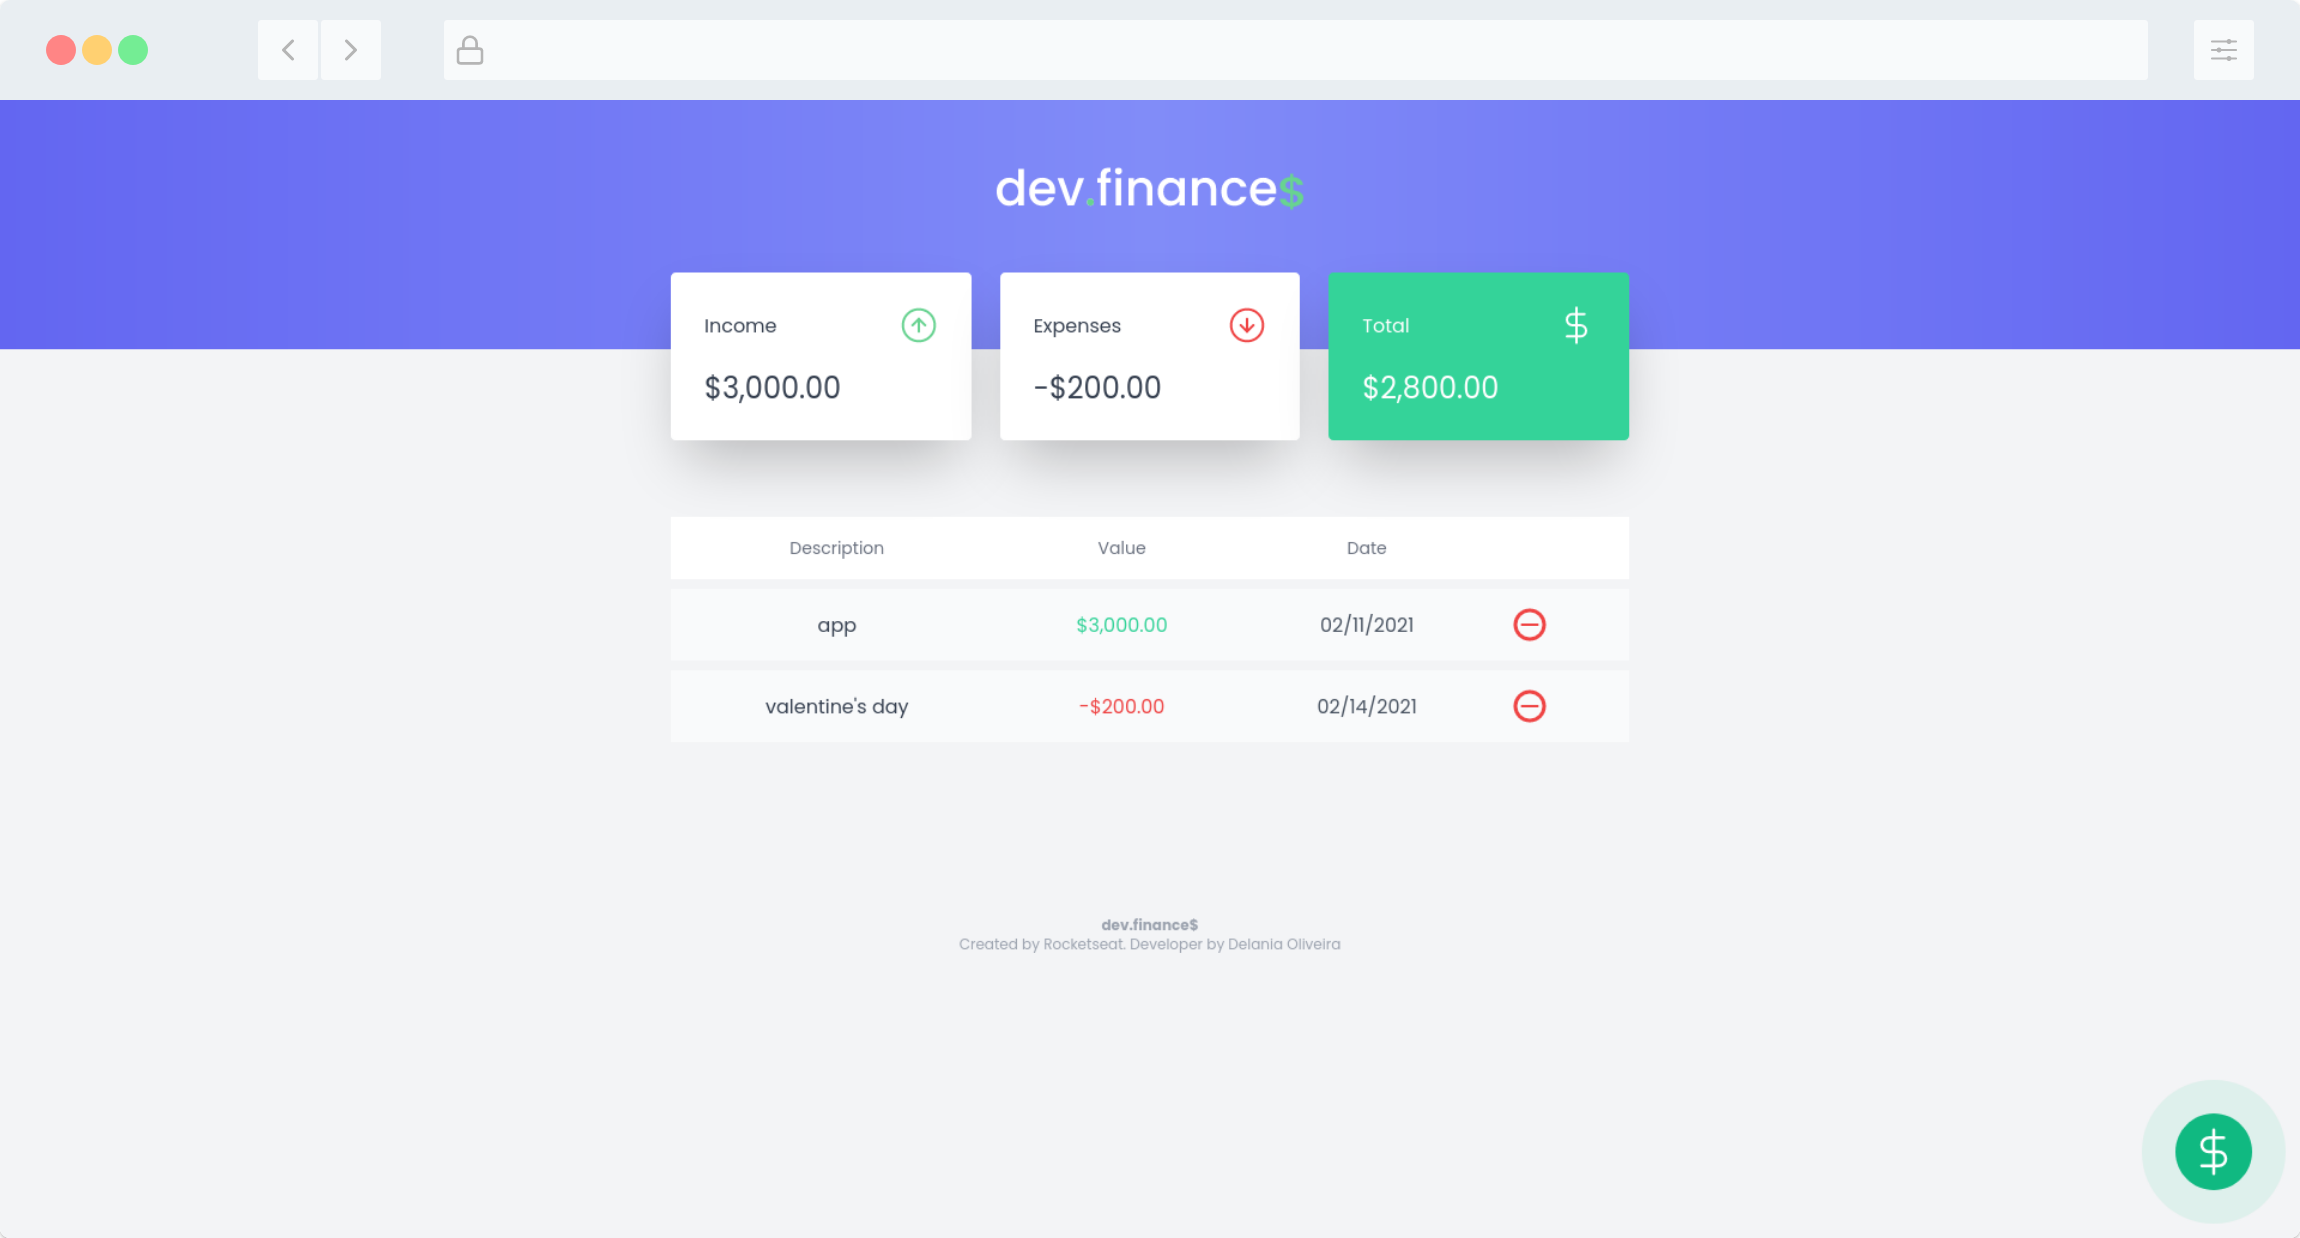 dev.finance$
Income
$3,000.00
Expenses
-$200.00
Total
$
$2,800.00
Description Value Date
app $3,000.00 02/11/2021
valentine's day -$200.00 02/14/2021
dev.finance$
Created by Rocketseat. Developer by Delania Oliveira
$